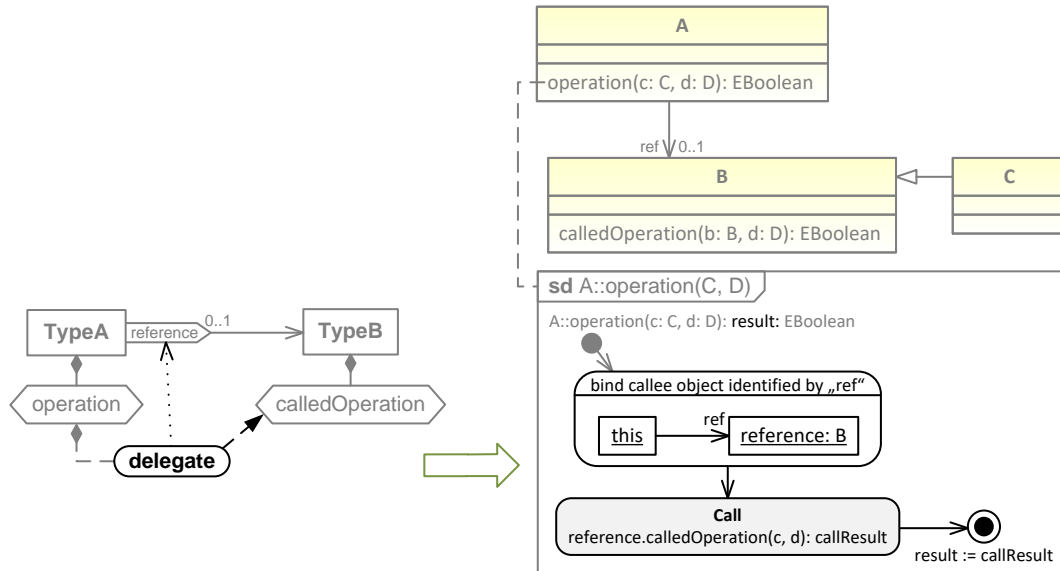 A
operation(c: C, d: D): EBoolean
ref
0..1
B
C
calledOperation(b: B, d: D): EBoolean
sd A::operation(C, D)
A::operation(c: C, d: D): result: EBoolean
bind callee object identified by „ref“
ref
this
reference: B
Call
reference.calledOperation(c, d): callResult
result := callResult
TypeA
reference
0..1
TypeB
operation
calledOperation
delegate